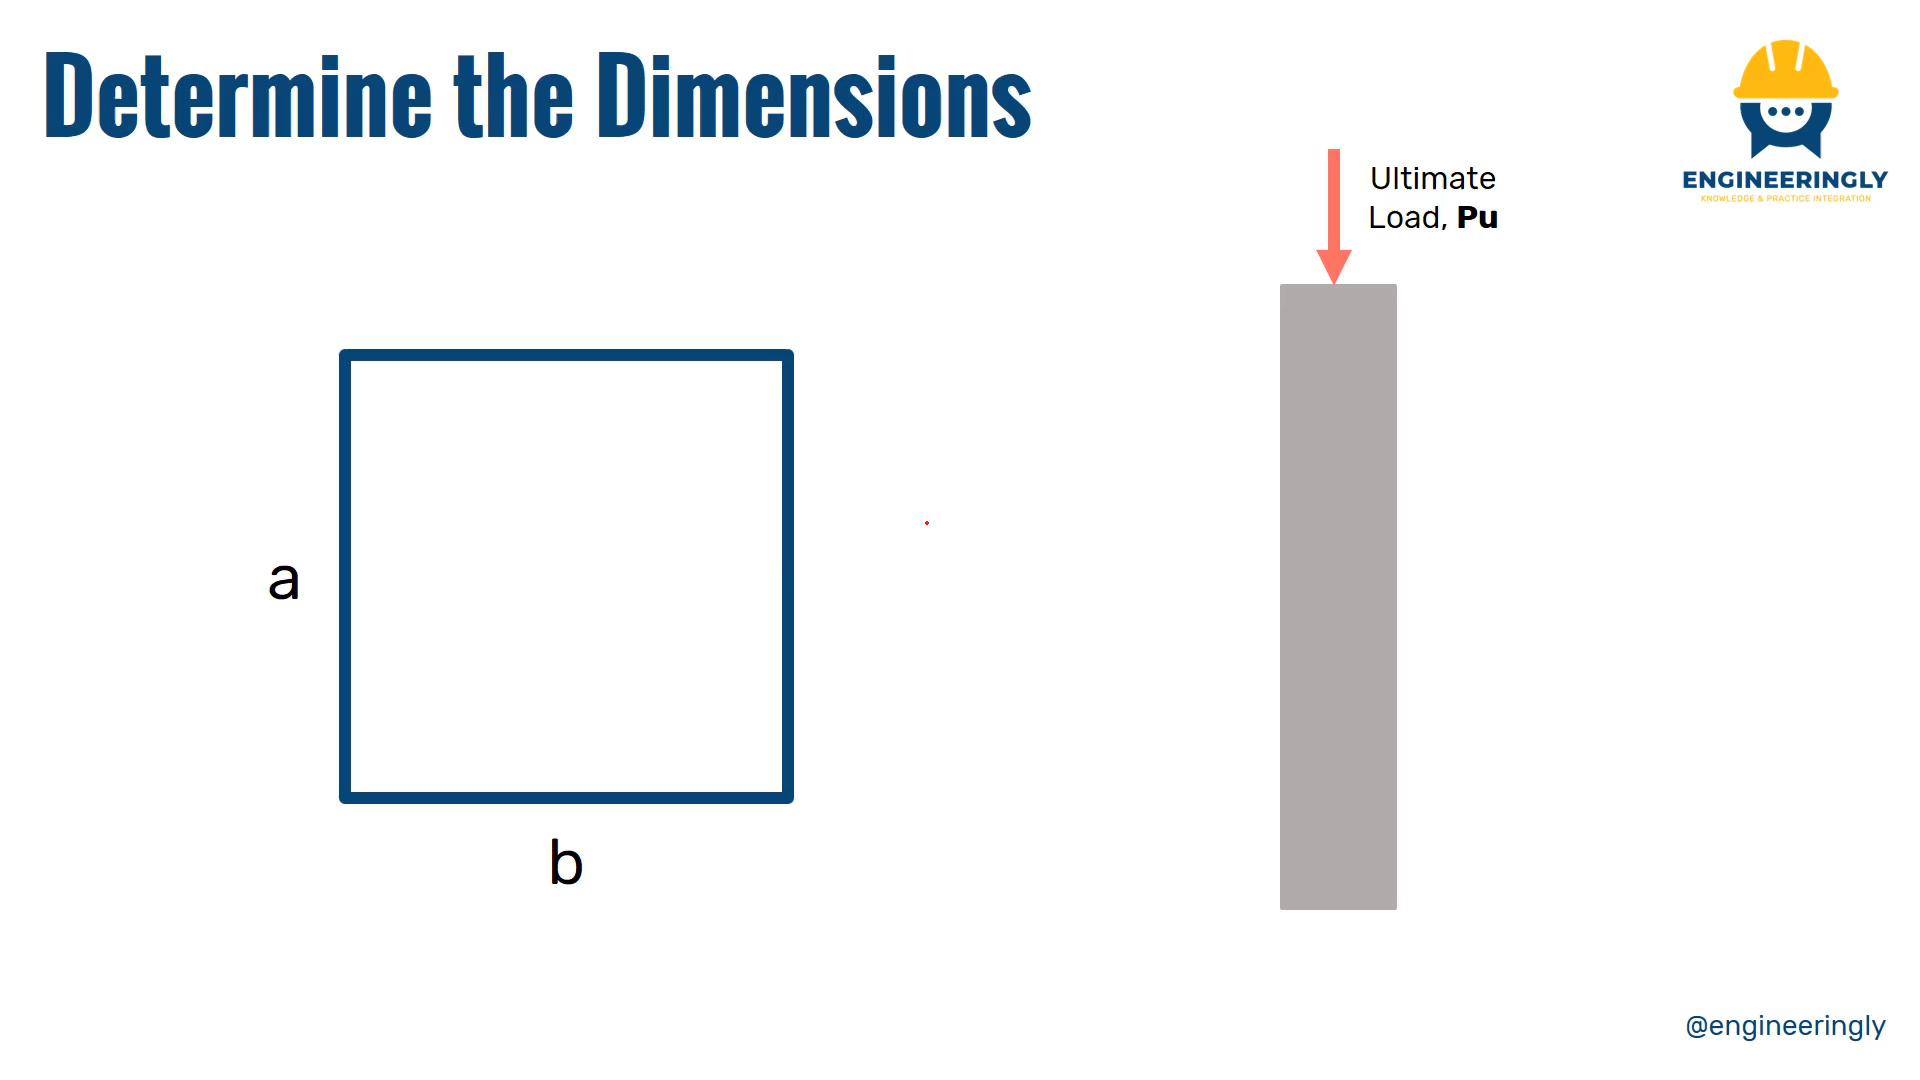 Determine the Dimensions
Ultimate
Load, Pu
ENGINEERINGLY
KNOWLEDGE & PRACTICE INTEGRATION
a
b
@engineeringly